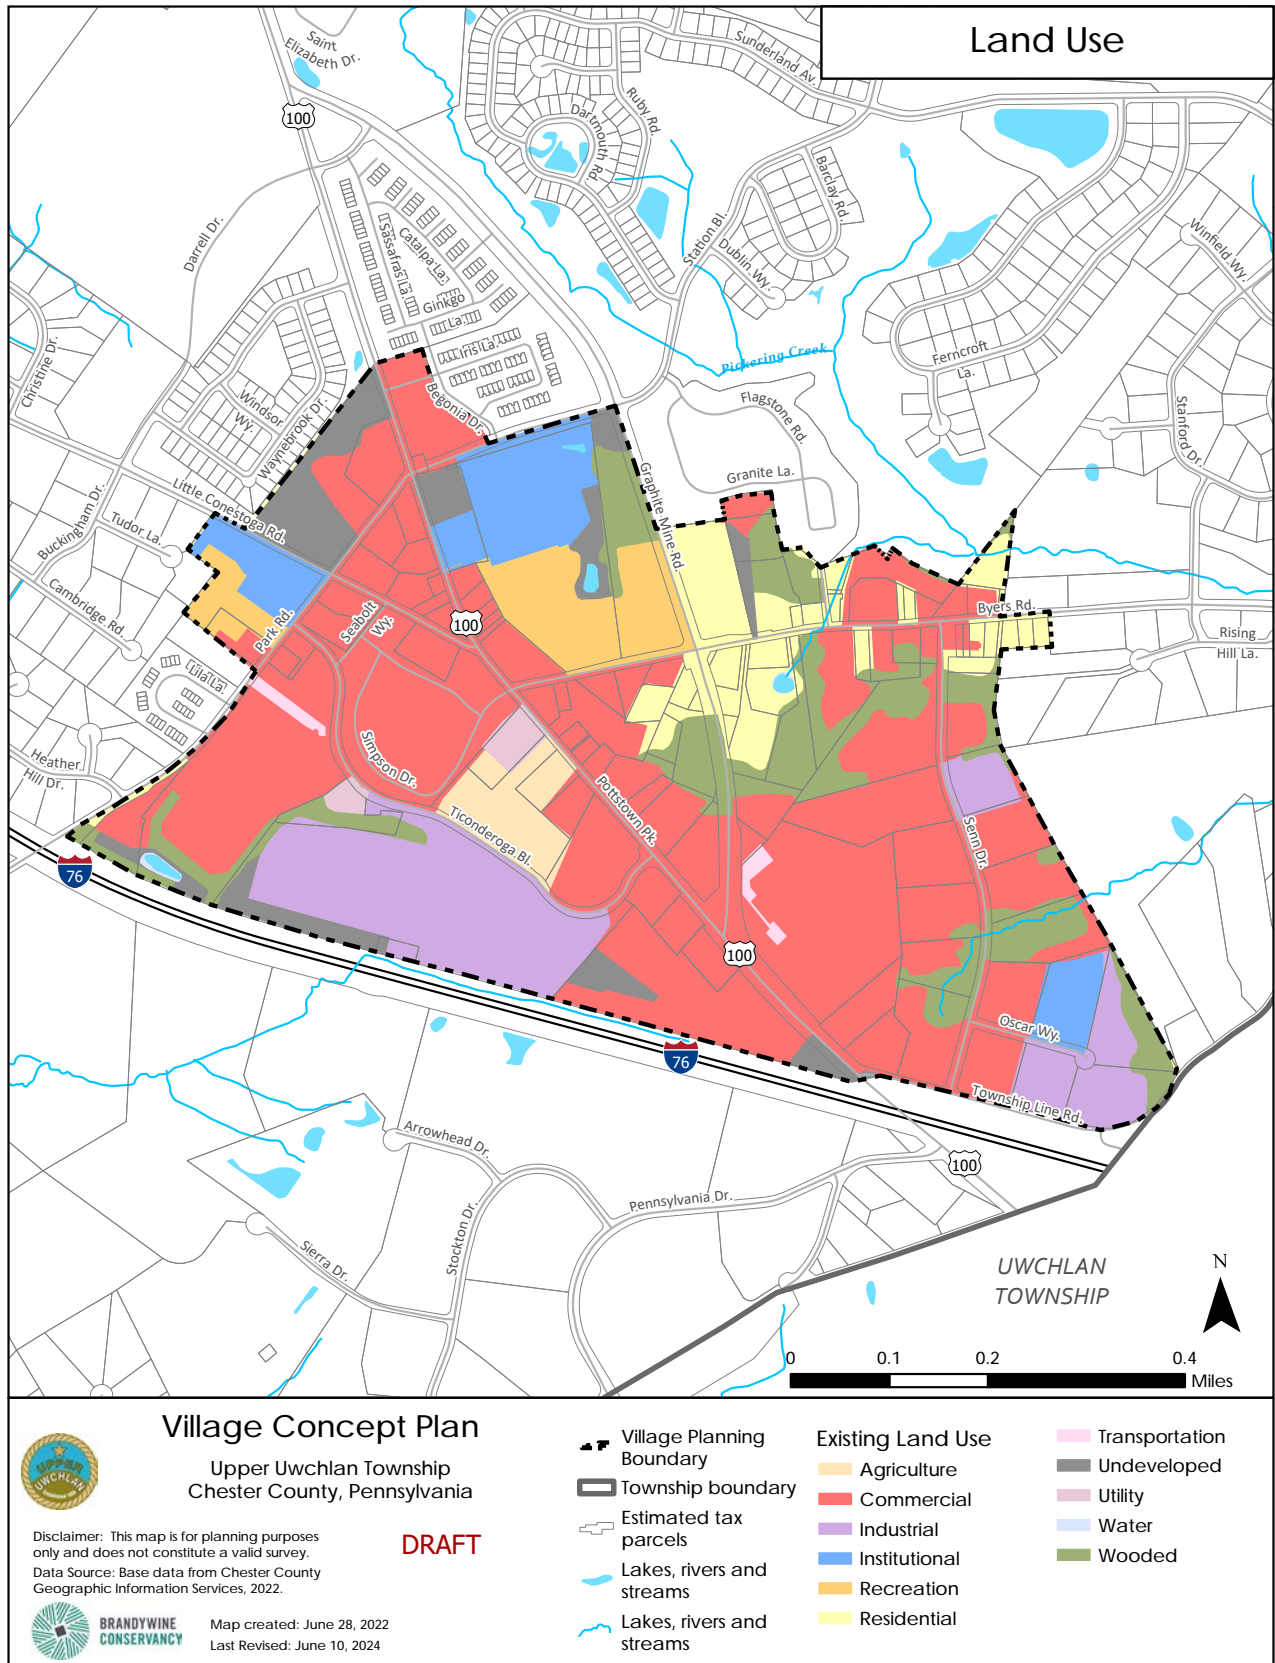 Land Use
Saint
Elizabeth Dr.
Sunderland Av.
100
Ruby Rd.
Dartmouth Rd.
Barclay Rd.
Darrell Dr.
Sassafras La.
Catalpa La.
Station Bl.
Dublin Wy.
Winfield Wy.
Ginkgo
La.
Iris La.
Pickering Creek
Ferncroft
La.
Christine Dr.
Windsor
Wy.
Waynebrook Dr.
Begonia Dr.
Flagstone Rd.
Stanford Dr.
Granite La.
Graphite Mine Rd.
Little Conestoga Rd.
Buckingham Dr.
Tudor La.
Cambridge Rd.
Park Rd.
Seabolt
Wy.
100
Byers Rd.
Rising
Hill La.
Lila La.
Heather
Hill Dr.
Simpson Dr.
Ticonderoga Bl.
Pottstown Pk.
Senn Dr.
76
100
Oscar Wy.
76
Township Line Rd.
Arrowhead Dr.
100
Pennsylvania Dr.
Stockton Dr.
Sierra Dr.
UWCHLAN
TOWNSHIP
N
0 0.1 0.2 0.4
Miles
Village Concept Plan
Upper Uwchlan Township
Chester County, Pennsylvania
UPPER
UWCHLAN
Disclaimer: This map is for planning purposes
only and does not constitute a valid survey.
Data Source: Base data from Chester County
Geographic Information Services, 2022.
DRAFT
BRANDYWINE
CONSERVANCY
Map created: June 28, 2022
Last Revised: June 10, 2024
Village Planning
Boundary
Township boundary
Estimated tax
parcels
Lakes, rivers and
streams
Lakes, rivers and
streams
Existing Land Use
Agriculture
Commercial
Industrial
Institutional
Recreation
Residential
Transportation
Undeveloped
Utility
Water
Wooded